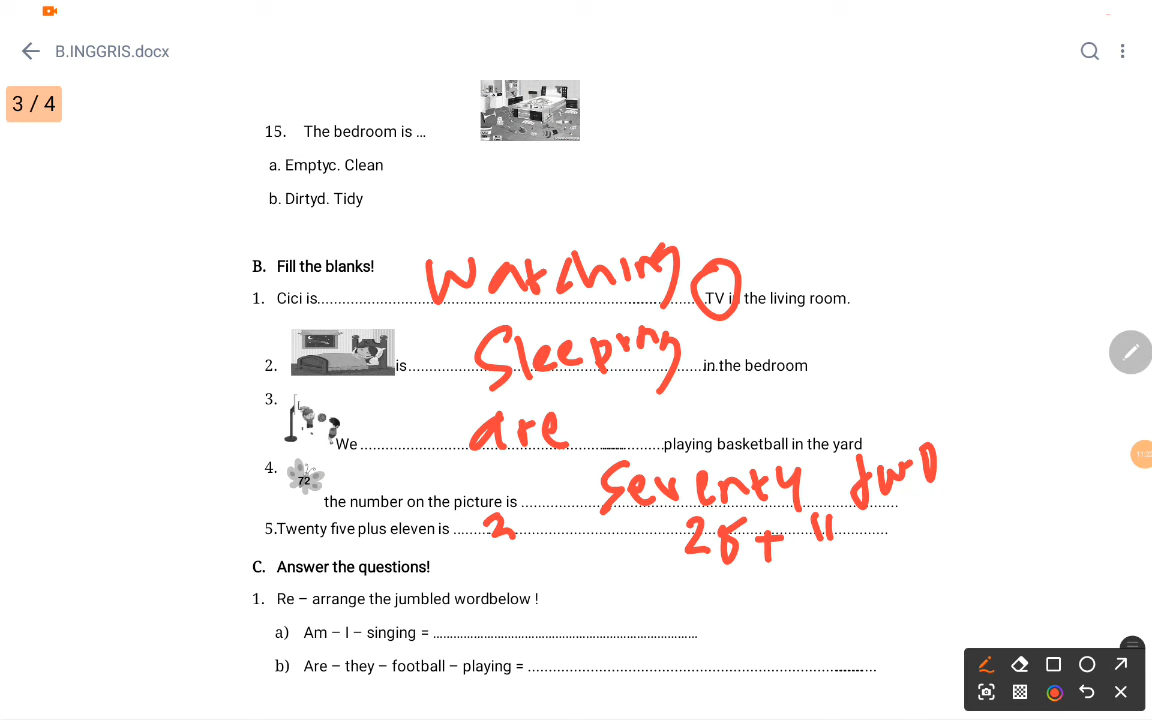 B.INGGRIS.docx
3 / 4
15. The bedroom is ...
a. Emptyc. Clean
b. Dirtyd. Tidy
B. Fill the blanks!
1. Cici is watching TV in the living room.
2. is Sleeping in the bedroom
3. We are playing basketball in the yard
4. 72
the number on the picture is Seventy two
5.Twenty five plus eleven is 3 25 + 11
C. Answer the questions!
1. Re – arrange the jumbled wordbelow !
a) Am – I – singing = ...............................................................................
b) Are – they – football – playing = ...............................................................................